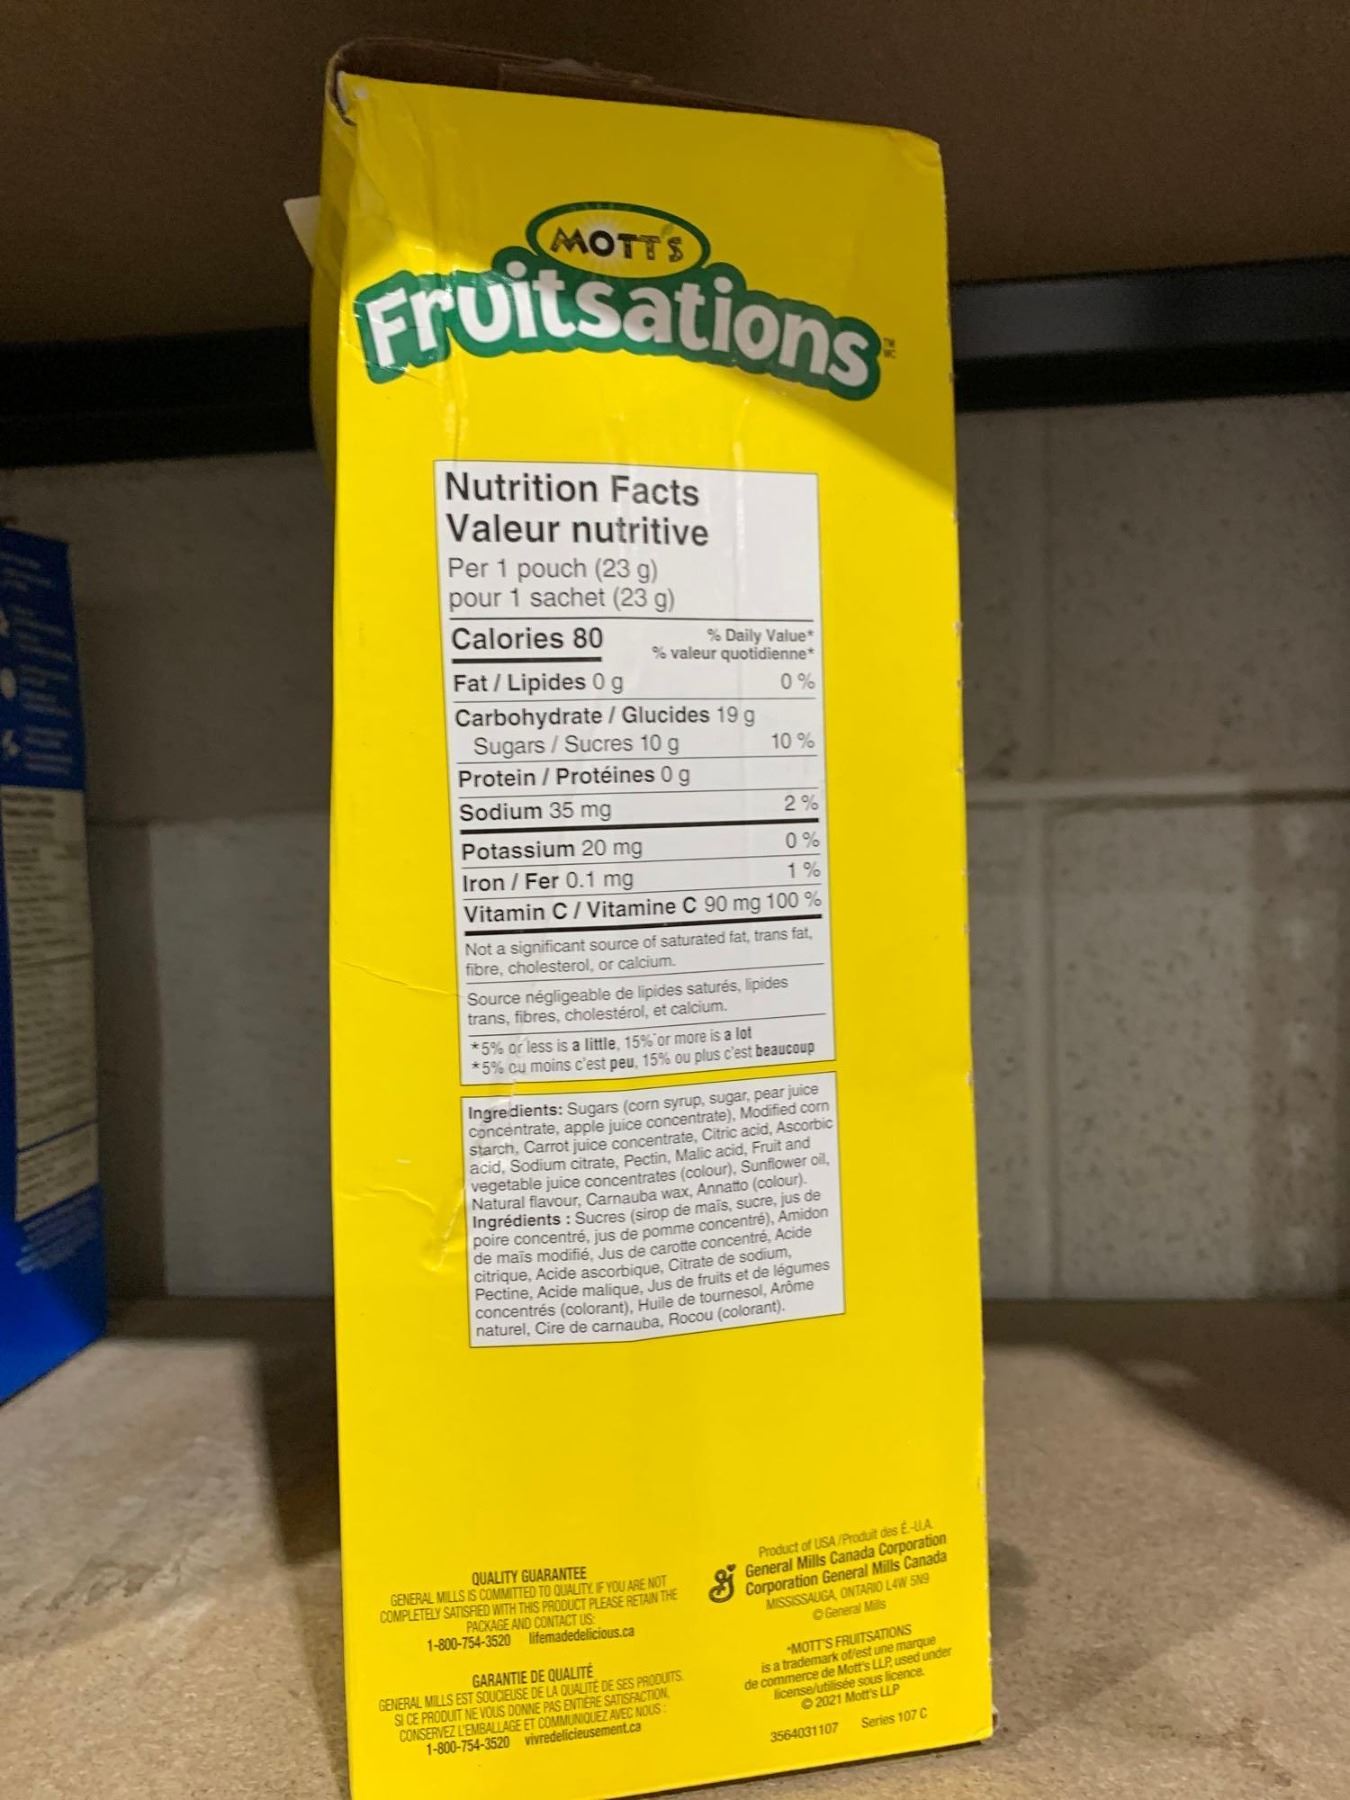 MOTT'S
Fruitsations
TM
MC
Nutrition Facts
Valeur nutritive
Per 1 pouch (23 g)
pour 1 sachet (23 g)
Calories 80
% Daily Value*
% valeur quotidienne*
Fat / Lipides 0 g 0 %
Carbohydrate / Glucides 19 g
Sugars / Sucres 10 g 10 %
Protein / Protéines 0 g
Sodium 35 mg 2 %
Potassium 20 mg 0 %
Iron / Fer 0.1 mg 1 %
Vitamin C / Vitamine C 90 mg 100 %
Not a significant source of saturated fat, trans fat,
fibre, cholesterol, or calcium.
Source négligeable de lipides saturés, lipides
trans, fibres, cholestérol, et calcium.
*5% or less is a little, 15% or more is a lot
*5% ou moins c'est peu, 15% ou plus c'est beaucoup
Ingredients: Sugars (corn syrup, sugar, pear juice
concentrate, apple juice concentrate), Modified corn
starch, Carrot juice concentrate, Citric acid, Ascorbic
acid, Sodium citrate, Pectin, Malic acid, Fruit and
vegetable juice concentrates (colour), Sunflower oil,
Natural flavour, Carnauba wax, Annatto (colour).
Ingrédients : Sucres (sirop de maïs, sucre, jus de
poire concentré, jus de pomme concentré), Amidon
de maïs modifié, Jus de carotte concentré, Acide
citrique, Acide ascorbique, Citrate de sodium,
Pectine, Acide malique, Jus de fruits et de légumes
concentrés (colorant), Huile de tournesol, Arôme
naturel, Cire de carnauba, Rocou (colorant).
QUALITY GUARANTEE
GENERAL MILLS IS COMMITTED TO QUALITY. IF YOU ARE NOT
COMPLETELY SATISFIED WITH THIS PRODUCT PLEASE RETAIN THE
PACKAGE AND CONTACT US:
1-800-754-3520 lifemadedelicious.ca
GARANTIE DE QUALITÉ
GENERAL MILLS EST SOUCIEUSE DE LA QUALITÉ DE SES PRODUITS.
SI CE PRODUIT NE VOUS DONNE PAS ENTIÈRE SATISFACTION,
CONSERVEZ L'EMBALLAGE ET COMMUNIQUEZ AVEC NOUS :
1-800-754-3520 vivredelicieusement.ca
Product of USA/Produit des É.-U.A.
General Mills Canada Corporation
Corporation General Mills Canada
MISSISSAUGA, ONTARIO L4W 5N9
© General Mills
*MOTT'S FRUITSATIONS
is a trademark of/est une marque
de commerce de Mott's LLP, used under
license/utilisée sous licence.
© 2021 Mott's LLP
3564031107 Series 107 C